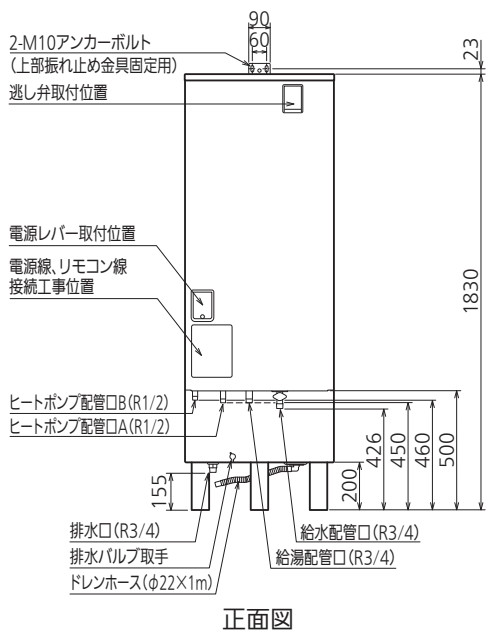 90
2-M10アンカーボルト
60
23
(上部振れ止め金具固定用)
逃し弁取付位置
電源レバー取付位置
電源線、リモコン線
接続工事位置
1830
ヒートポンプ配管口B(R1/2)
ヒートポンプ配管口A(R1/2)
155
200
426
450
460
500
排水口(R3/4)
給水配管口(R3/4)
排水バルブ取手
給湯配管口(R3/4)
ドレンホース(φ22×1m)
正面図